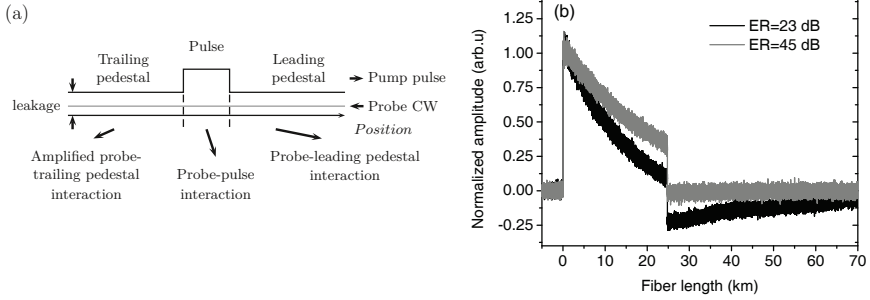 (a)
Pulse
Trailing
pedestal
Leading
pedestal
Pump pulse
leakage
Probe CW
Position
Amplified probe-
trailing pedestal
interaction
Probe-pulse
interaction
Probe-leading pedestal
interaction
(b)
ER=23 dB
ER=45 dB
Normalized amplitude (arb.u)
1.25
1.00
0.75
0.50
0.25
0.00
-0.25
0 10 20 30 40 50 60 70
Fiber length (km)